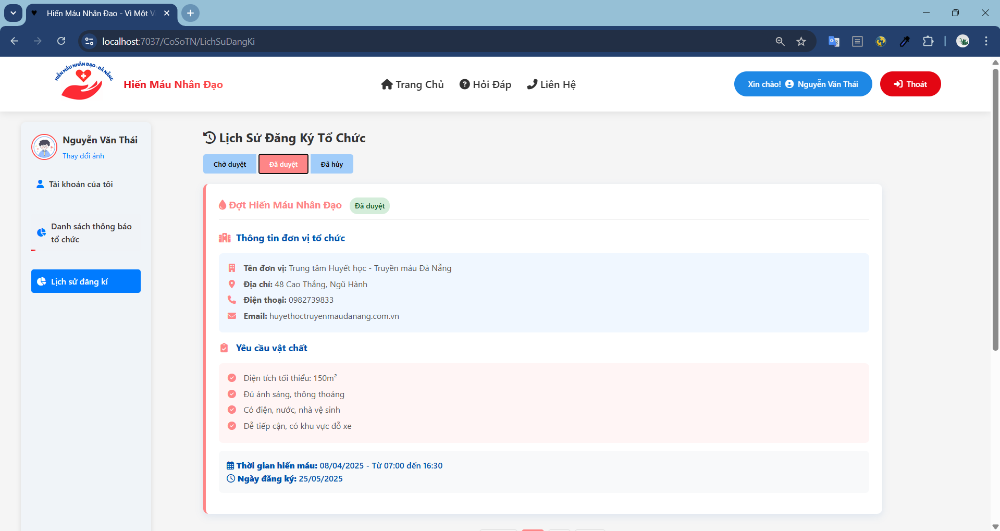 Hiến Máu Nhân Đạo - Vì Một V
localhost:7037/CoSoTN/LichSuDangKi
HIẾN MÁU NHÂN ĐẠO - ĐÀ NẴNG
Hiến Máu Nhân Đạo
Trang Chủ
Hỏi Đáp
Liên Hệ
Xin chào! Nguyễn Văn Thái
Thoát
Nguyễn Văn Thái
Thay đổi ảnh
Tài khoản của tôi
Danh sách thông báo
tổ chức
Lịch sử đăng kí
Lịch Sử Đăng Ký Tổ Chức
Chờ duyệt
Đã duyệt
Đã hủy
Đợt Hiến Máu Nhân Đạo
Đã duyệt
Thông tin đơn vị tổ chức
Tên đơn vị: Trung tâm Huyết học - Truyền máu Đà Nẵng
Địa chỉ: 48 Cao Thắng, Ngũ Hành
Điện thoại: 0982739833
Email: huyethoctruyenmaudanang.com.vn
Yêu cầu vật chất
Diện tích tối thiểu: 150m²
Đủ ánh sáng, thông thoáng
Có điện, nước, nhà vệ sinh
Dễ tiếp cận, có khu vực đỗ xe
Thời gian hiến máu: 08/04/2025 - Từ 07:00 đến 16:30
Ngày đăng ký: 25/05/2025